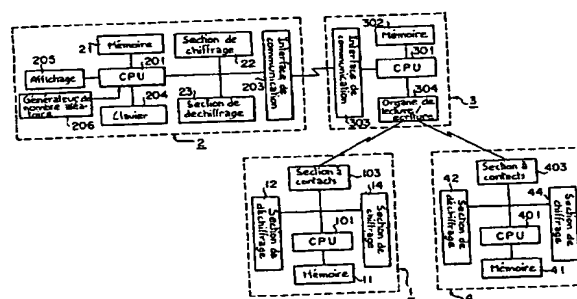 205
2
Mémoire
201
CPU
Affichage
Générateur de
nombre aléa-
toire
206
204
Clavier
Section de
chiffrage
22
23
Section de
déchiffrage
203
Interface de
communication
2
302
Mémoire
301
CPU
304
Organe de
lecture/
écriture
Interface de
communication
303
3
Section à
contacts
103
12
Section de
déchiffrage
14
Section de
chiffrage
101
CPU
Mémoire
11
1
Section à
contacts
403
42
Section de
déchiffrage
44
Section de
chiffrage
401
CPU
Mémoire
41
4